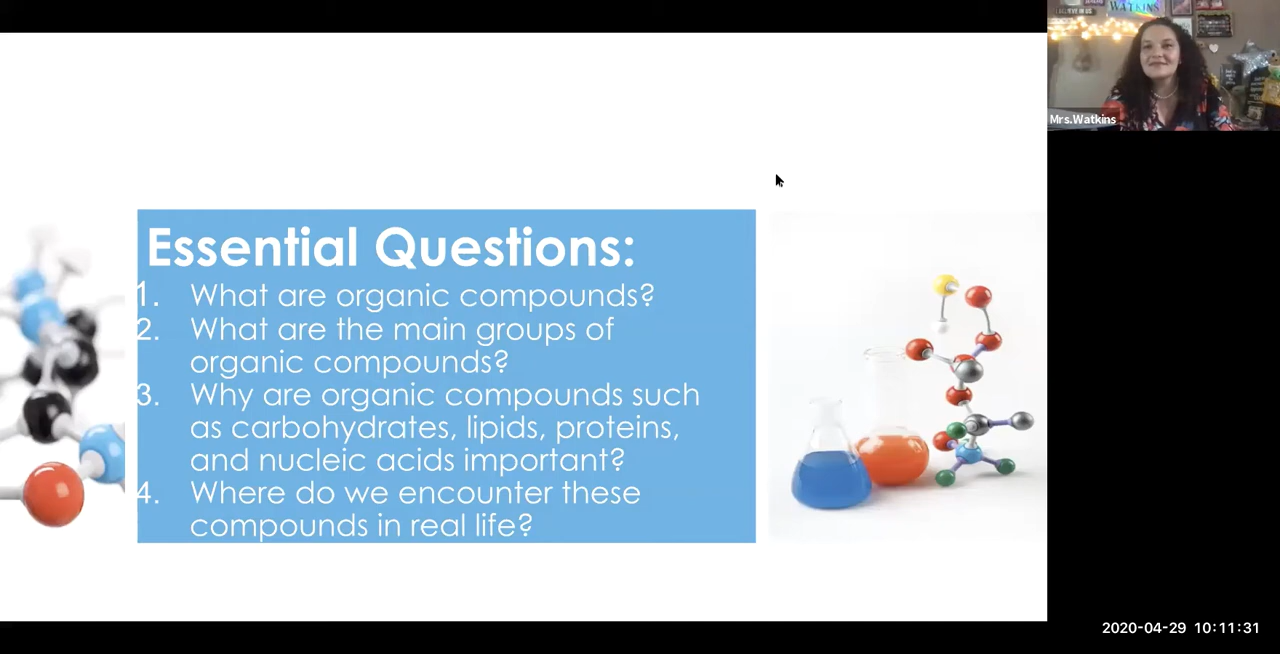 WATKINS
Mrs.Watkins
Essential Questions:
1. What are organic compounds?
2. What are the main groups of
organic compounds?
3. Why are organic compounds such
as carbohydrates, lipids, proteins,
and nucleic acids important?
4. Where do we encounter these
compounds in real life?
2020-04-29 10:11:31